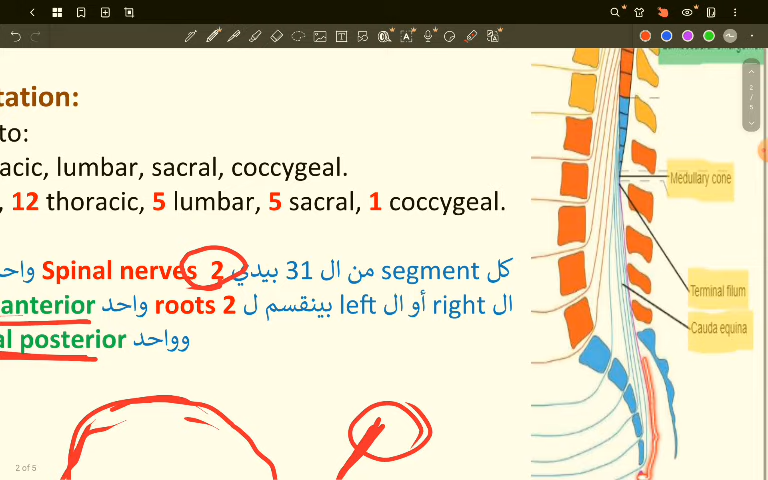 tation:
to:
acic, lumbar, sacral, coccygeal.
, 12 thoracic, 5 lumbar, 5 sacral, 1 coccygeal.
كل segment من ال 31 بيدي 2 Spinal nerves واحد
ال right أو ال left بينقسم ل 2 roots واحد anterior
وواحد al posterior
Medullary cone
Terminal filum
Cauda equina
2
/
5
2 of 5